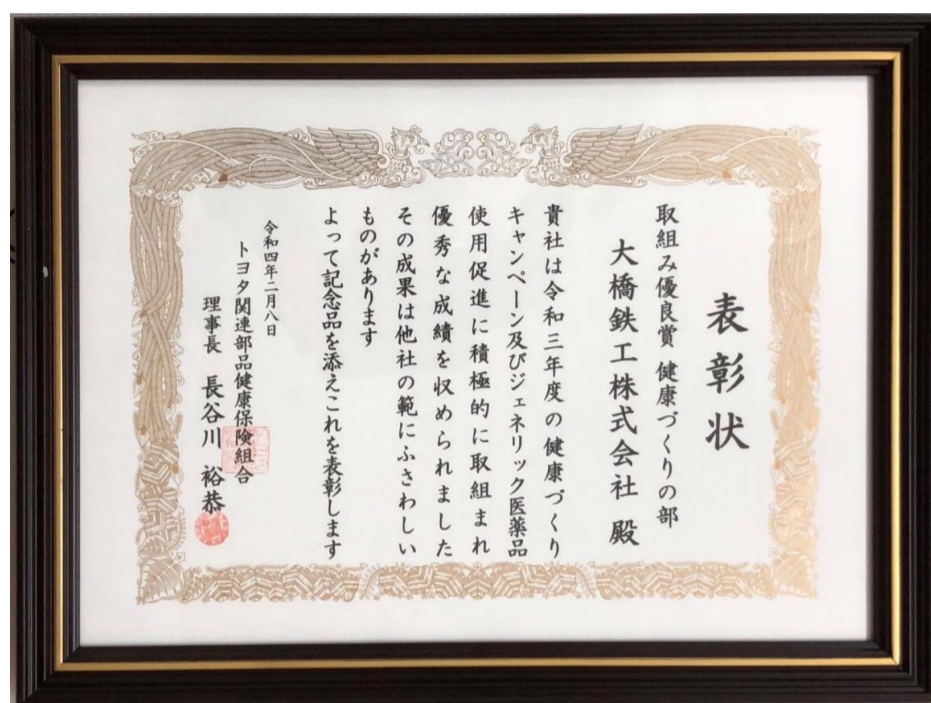 表彰状
取組み優良賞 健康づくりの部
大橋鉄工株式会社 殿
貴社は令和三年度の健康づくり
キャンペーン及びジェネリック医薬品
使用促進に積極的に取組まれ
優秀な成績を収められました
その成果は他社の範にふさわしい
ものがあります
よって記念品を添えこれを表彰します
令和四年二月八日
トヨタ関連部品健康保険組合
理事長 長谷川 裕恭